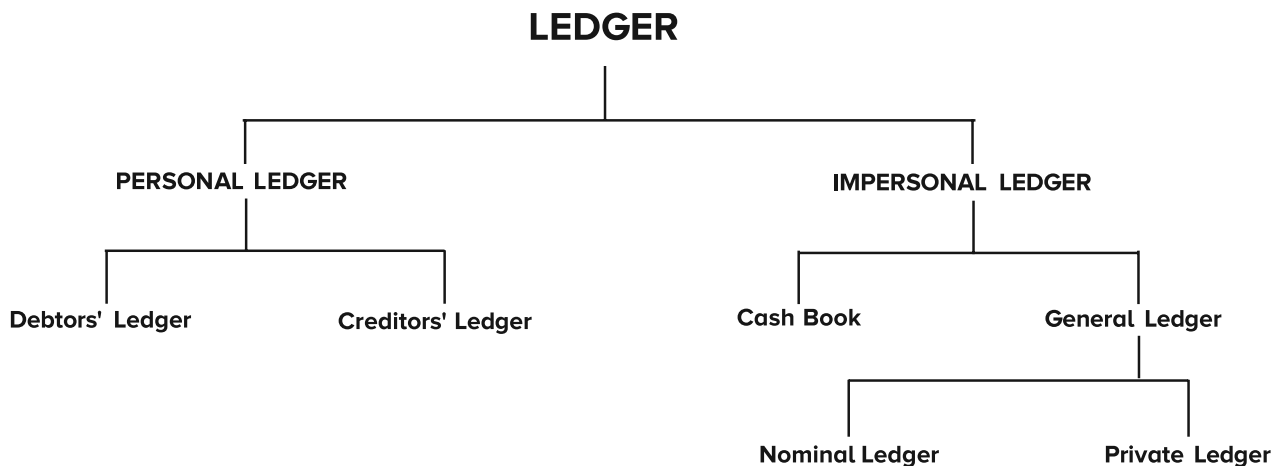 LEDGER
PERSONAL LEDGER
IMPERSONAL LEDGER
Debtors' Ledger
Creditors' Ledger
Cash Book
General Ledger
Nominal Ledger
Private Ledger